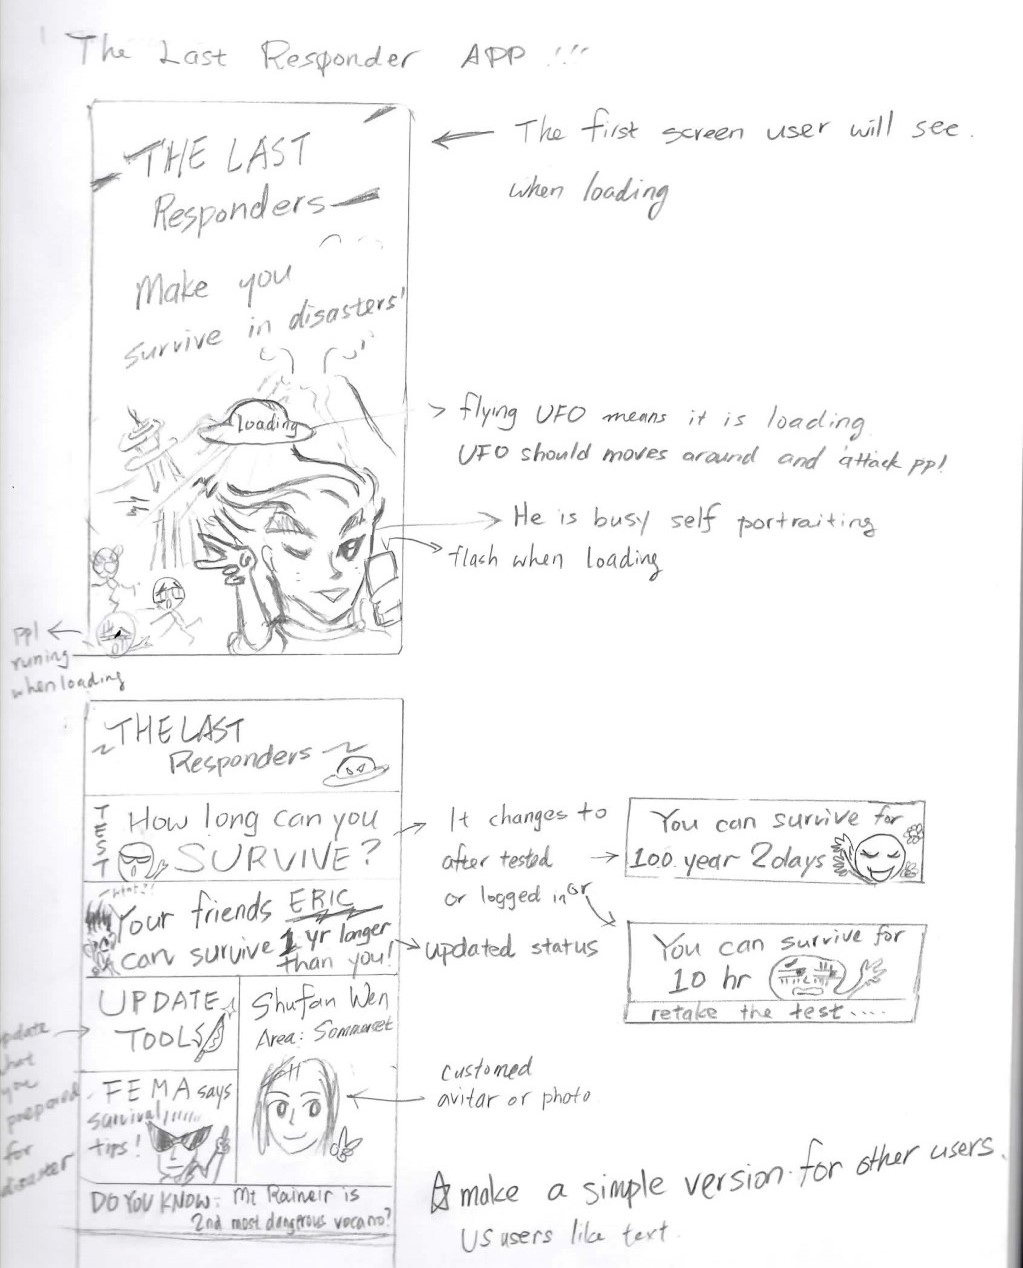 The Last Responder APP !!!
THE LAST
Responders
Make you
survive in disasters'
loading
The first screen user will see.
when loading
flying UFO means it is loading
UFO should moves around and attack ppl
He is busy self portraiting
flash when loading
ppl
runing
when loading
THE LAST
Responders
TEST
How long can you
SURVIVE?
It changes to
after tested
or logged in or
You can survive for
100 year 2days
what?!
Your friends ERIC
can survive 1 yr longer
than you!
updated status
You can survive for
10 hr
retake the test....
UPDATE
TOOLS
update
what
you
prepared
for
disaster
Shufan Wen
Area: Sommerset
FEMA says
survival !!!!!!
tips!
customed
avitar or photo
DO YOU KNOW: Mt Raineir is
2nd most dangrous vocano?
make a simple version for other users.
US users like text.